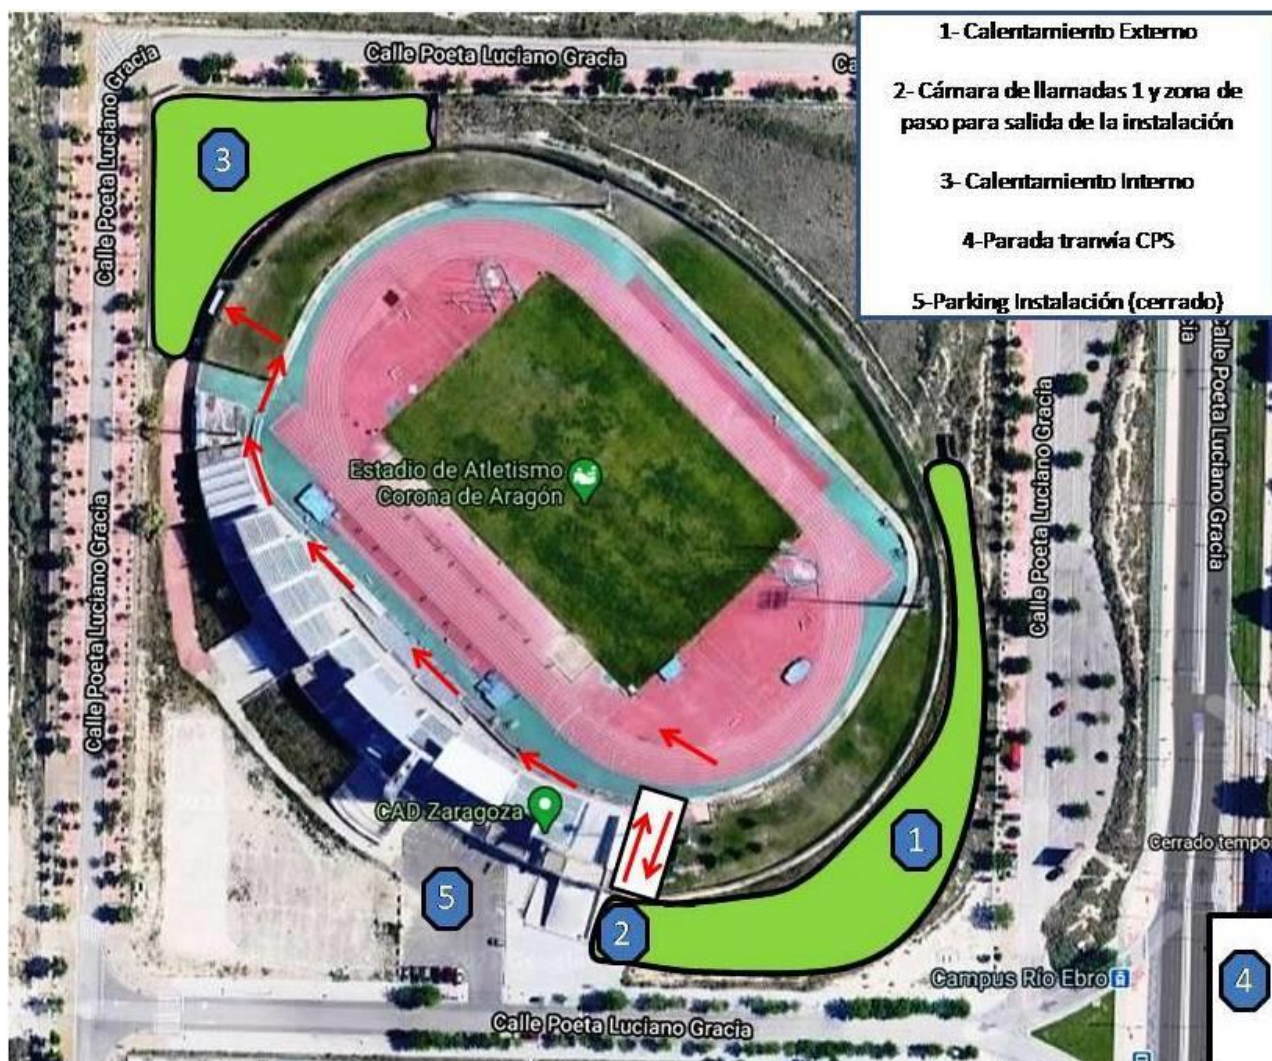 1- Calentamiento Externo
2- Cámara de llamadas 1 y zona de
paso para salida de la instalación
3- Calentamiento Interno
4-Parada tranvía CPS
5-Parking Instalación (cerrado)
Calle Poeta Luciano Gracia
Ca
Calle Poeta Luciano Gracia
3
Calle Poeta Luciano Gracia
Calle Poeta Luciano Gracia
Calle Poeta Luciano Gracia
Estadio de Atletismo
Corona de Aragón
Calle Poeta Luciano Gracia
CAD Zaragoza
1
Cerrado tempor
5
2
4
Campus Río Ebro
Calle Poeta Luciano Gracia